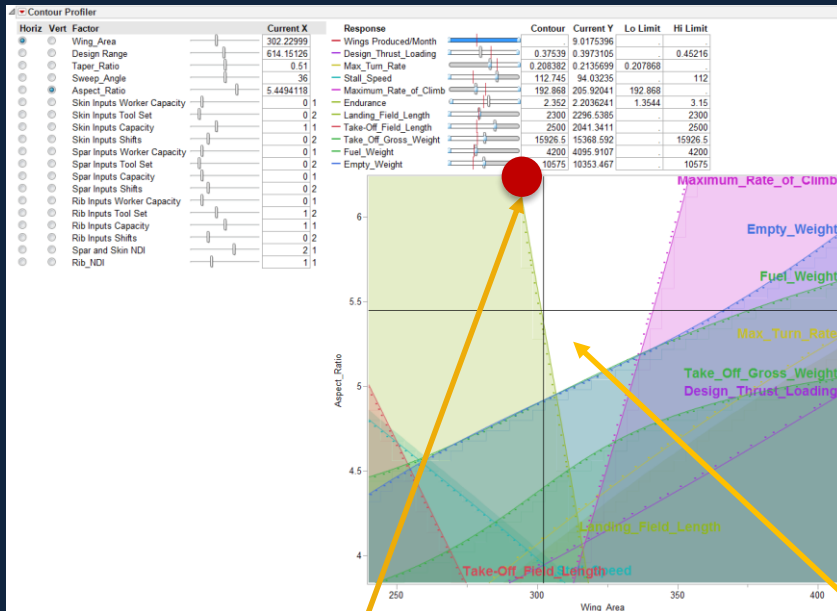 Contour Profiler
Horiz Vert Factor Current X
Wing_Area 302.22999
Design Range 614.15126
Taper_Ratio 0.51
Sweep_Angle 36
Aspect_Ratio 5.4494118
Skin Inputs Worker Capacity 0 1
Skin Inputs Tool Set 0 2
Skin Inputs Capacity 1 1
Skin Inputs Shifts 0 2
Spar Inputs Worker Capacity 0 1
Spar Inputs Tool Set 0 2
Spar Inputs Capacity 0 1
Spar Inputs Shifts 0 2
Rib Inputs Worker Capacity 0 1
Rib Inputs Tool Set 1 2
Rib Inputs Capacity 1 1
Rib Inputs Shifts 0 2
Spar and Skin NDI 2 1
Rib_NDI 1 1
Response Contour Current Y Lo Limit Hi Limit
Wings Produced/Month . 9.0175396 . .
Design_Thrust_Loading 0.37539 0.3973105 . 0.45216
Max_Turn_Rate 0.208382 0.2135699 0.207868 .
Stall_Speed 112.745 94.03235 . 112
Maximum_Rate_of_Climb 192.868 205.92041 192.868 .
Endurance 2.352 2.2036241 1.3544 3.15
Landing_Field_Length 2300 2296.5385 . 2300
Take-Off_Field_Length 2500 2041.3411 . 2500
Take_Off_Gross_Weight 15926.5 15368.592 . 15926.5
Fuel_Weight 4200 4095.9107 . 4200
Empty_Weight 10575 10353.467 . 10575
Maximum_Rate_of_Climb
6
Empty_Weight
Fuel_Weight
5.5
Max_Turn_Rate
Aspect_Ratio
5
Take_Off_Gross_Weight
Design_Thrust_Loading
4.5
Landing_Field_Length
4
Take-Off_Field_Length
250 300 350 400
Wing_Area